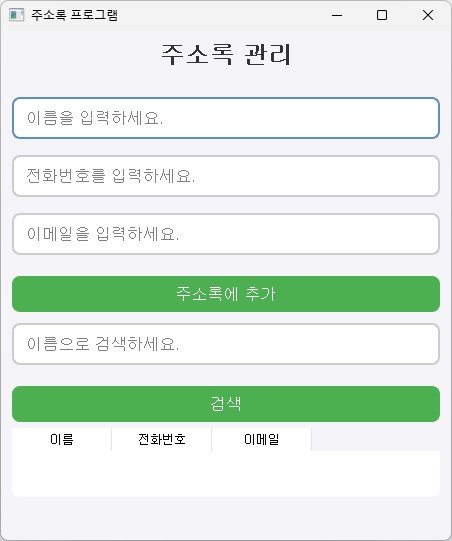 주소록 프로그램
주소록 관리
이름을 입력하세요.
전화번호를 입력하세요.
이메일을 입력하세요.
주소록에 추가
이름으로 검색하세요.
검색
이름 전화번호 이메일